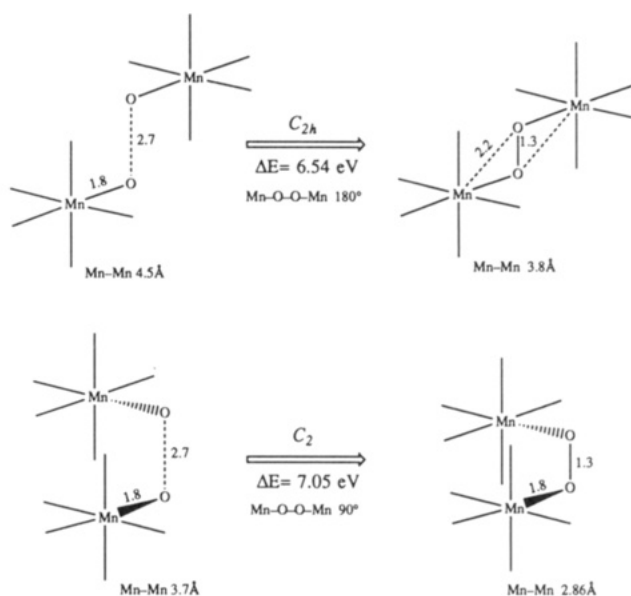 Mn
O
C2h
2.7
O
1.3
Mn
2.2
ΔE= 6.54 eV
1.8
O
O
Mn–O–O–Mn 180°
Mn
Mn
Mn–Mn 4.5Å
Mn–Mn 3.8Å
Mn
O
Mn
C2
O
2.7
1.3
ΔE= 7.05 eV
1.8
O
1.8
O
Mn
Mn–O–O–Mn 90°
Mn
Mn–Mn 3.7Å
Mn–Mn 2.86Å